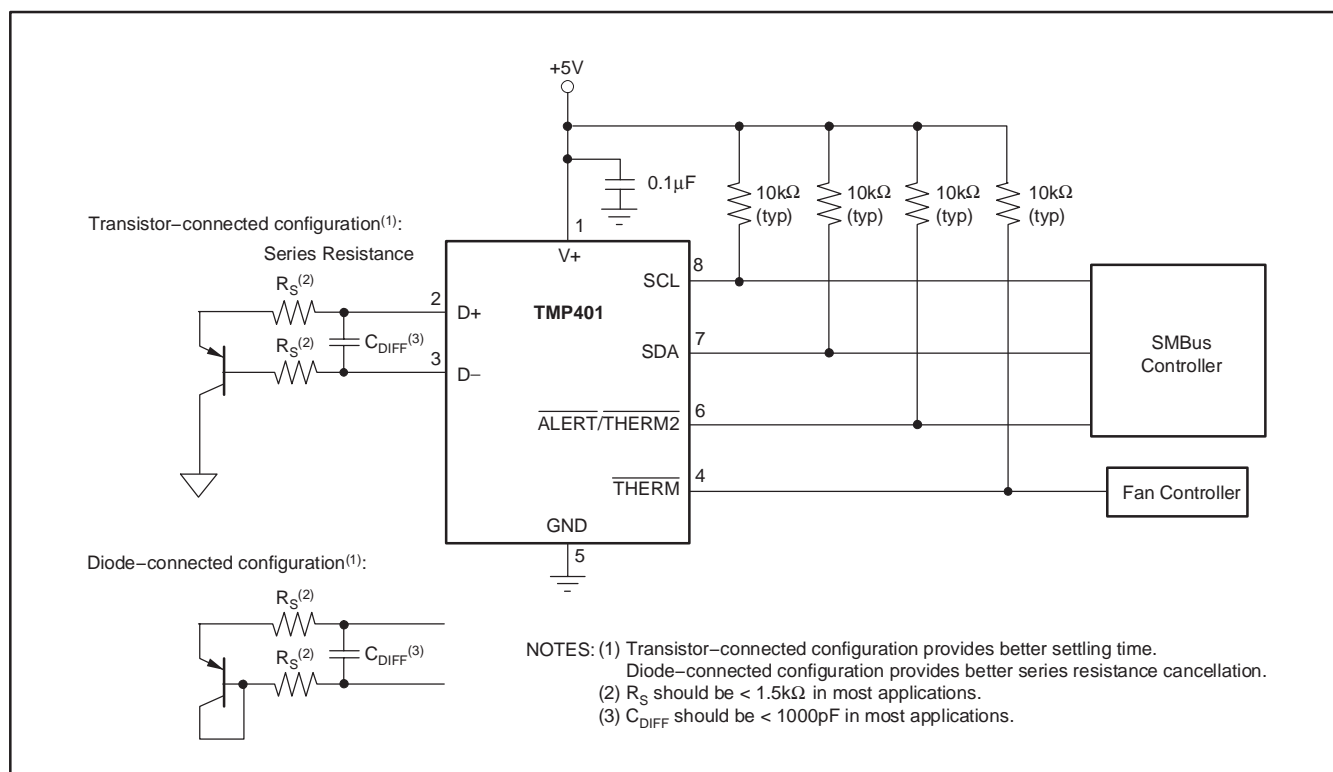 +5V
0.1μF
10kΩ
(typ)
10kΩ
(typ)
10kΩ
(typ)
10kΩ
(typ)
Transistor−connected configuration(1):
Series Resistance
RS(2)
RS(2)
CDIFF(3)
1
V+
2
D+
3
D−
TMP401
SCL
8
SDA
7
ALERT/THERM2
6
THERM
4
GND
5
SMBus
Controller
Fan Controller
Diode−connected configuration(1):
RS(2)
RS(2)
CDIFF(3)
NOTES: (1) Transistor−connected configuration provides better settling time.
Diode−connected configuration provides better series resistance cancellation.
(2) RS should be < 1.5kΩ in most applications.
(3) CDIFF should be < 1000pF in most applications.